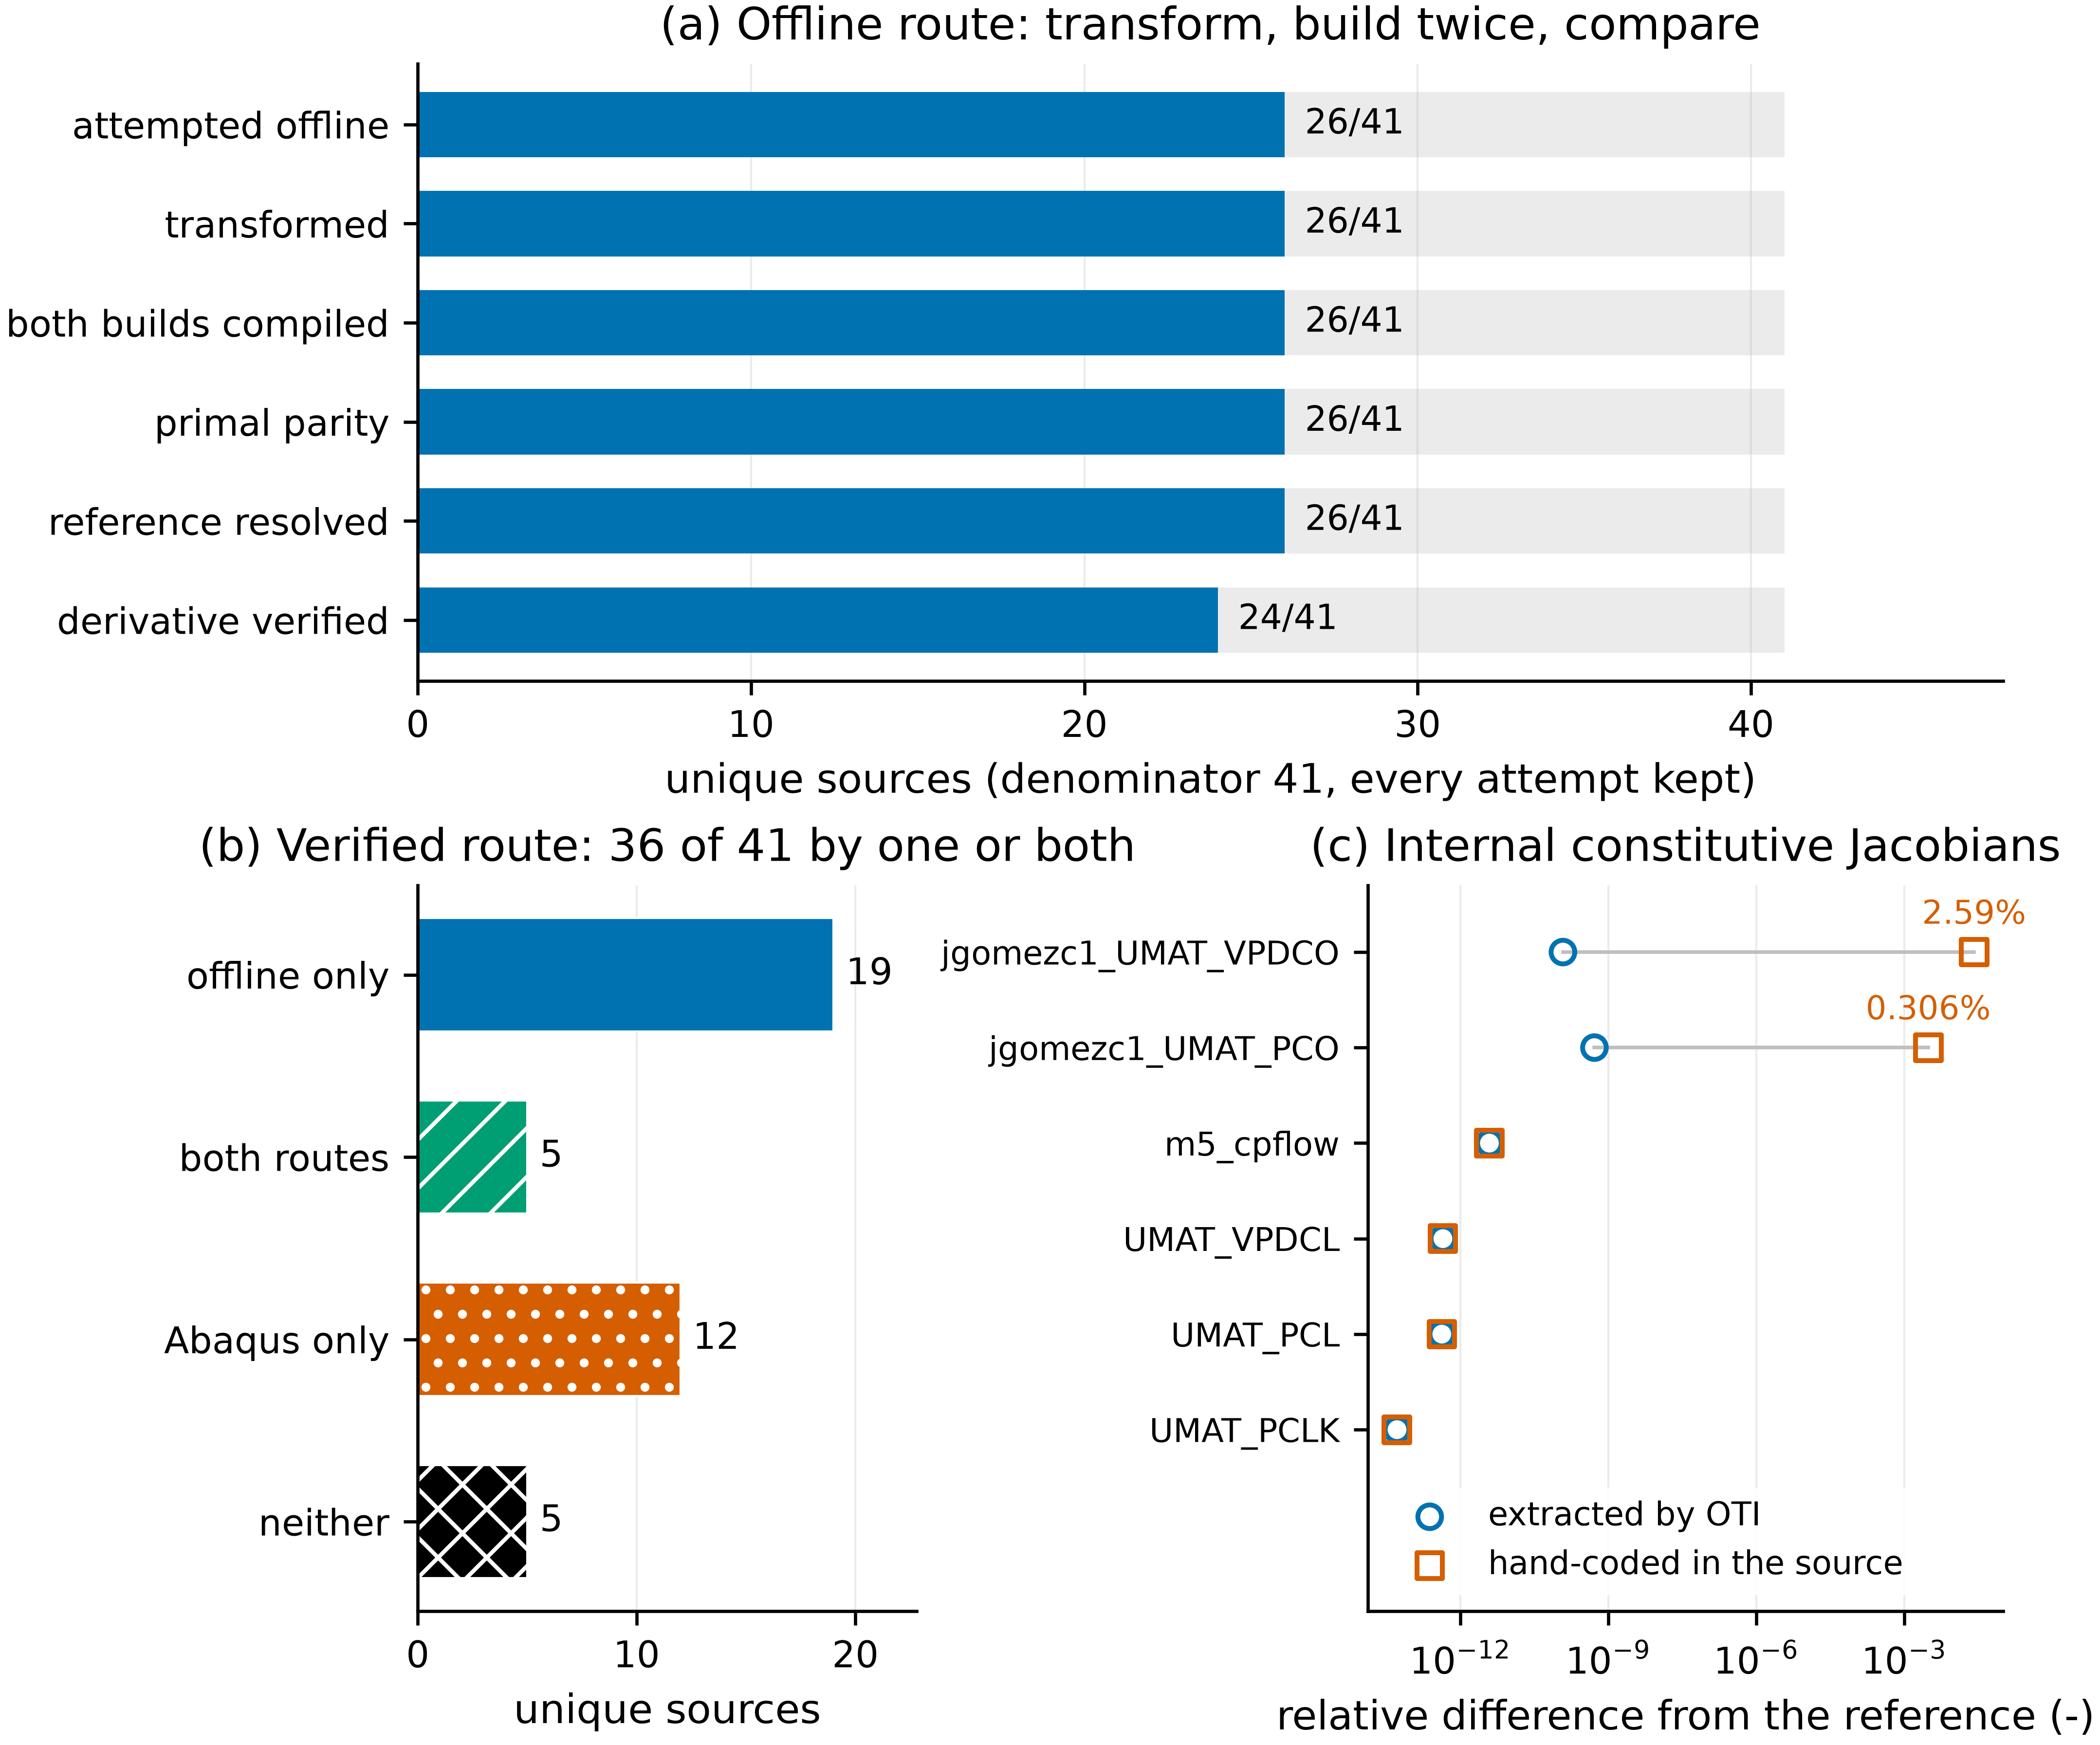 (a) Offline route: transform, build twice, compare
attempted offline
26/41
transformed
26/41
both builds compiled
26/41
primal parity
26/41
reference resolved
26/41
derivative verified
24/41
0 10 20 30 40
unique sources (denominator 41, every attempt kept)
(b) Verified route: 36 of 41 by one or both
offline only
19
both routes
5
Abaqus only
12
neither
5
0 10 20
unique sources
(c) Internal constitutive Jacobians
2.59%
jgomezc1_UMAT_VPDCO
0.306%
jgomezc1_UMAT_PCO
m5_cpflow
UMAT_VPDCL
UMAT_PCL
UMAT_PCLK
extracted by OTI
hand-coded in the source
10⁻¹² 10⁻⁹ 10⁻⁶ 10⁻³
relative difference from the reference (-)